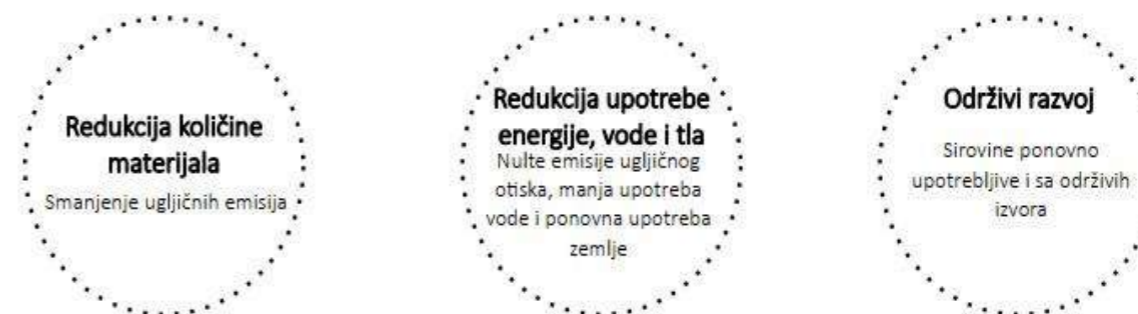 Redukcija količine
materijala
Smanjenje ugljičnih emisija
Redukcija upotrebe
energije, vode i tla
Nulte emisije ugljičnog
otiska, manja upotreba
vode i ponovna upotreba
zemlje
Održivi razvoj
Sirovine ponovno
upotrebljive i sa održivih
izvora